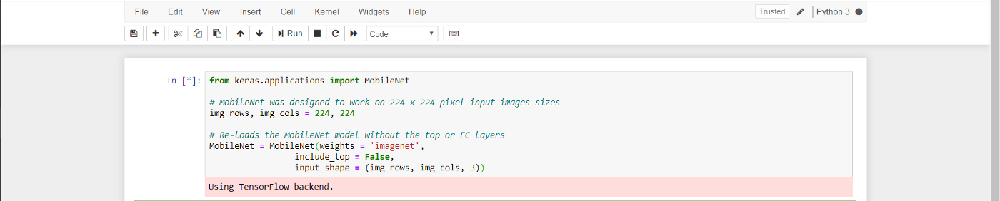 File Edit View Insert Cell Kernel Widgets Help Trusted Python 3
Run Code
In [*]: from keras.applications import MobileNet
# MobileNet was designed to work on 224 x 224 pixel input images sizes
img_rows, img_cols = 224, 224
# Re-loads the MobileNet model without the top or FC layers
MobileNet = MobileNet(weights = 'imagenet',
include_top = False,
input_shape = (img_rows, img_cols, 3))
Using TensorFlow backend.